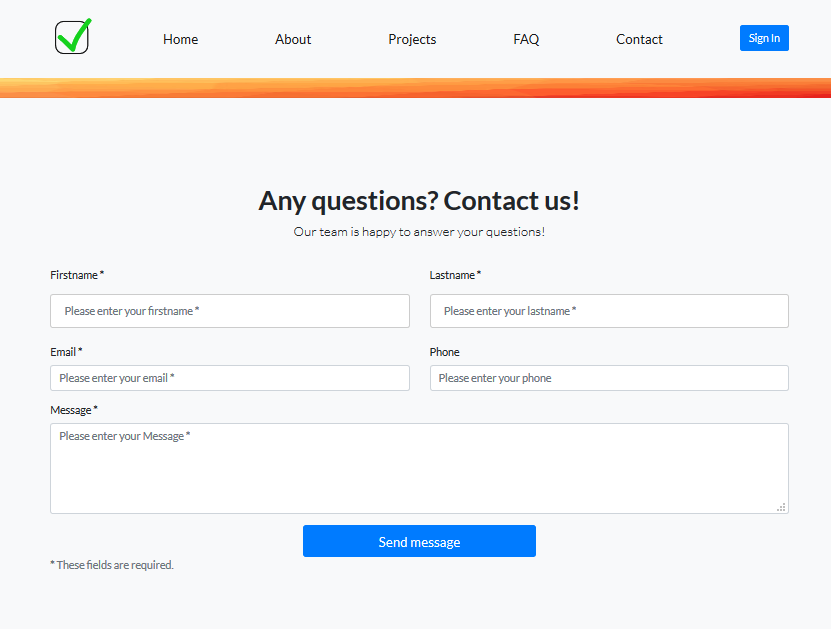 Home About Projects FAQ Contact Sign In
Any questions? Contact us!
Our team is happy to answer your questions!
Firstname * Lastname *
Please enter your firstname * Please enter your lastname *
Email * Phone
Please enter your email * Please enter your phone
Message *
Please enter your Message *
Send message
* These fields are required.